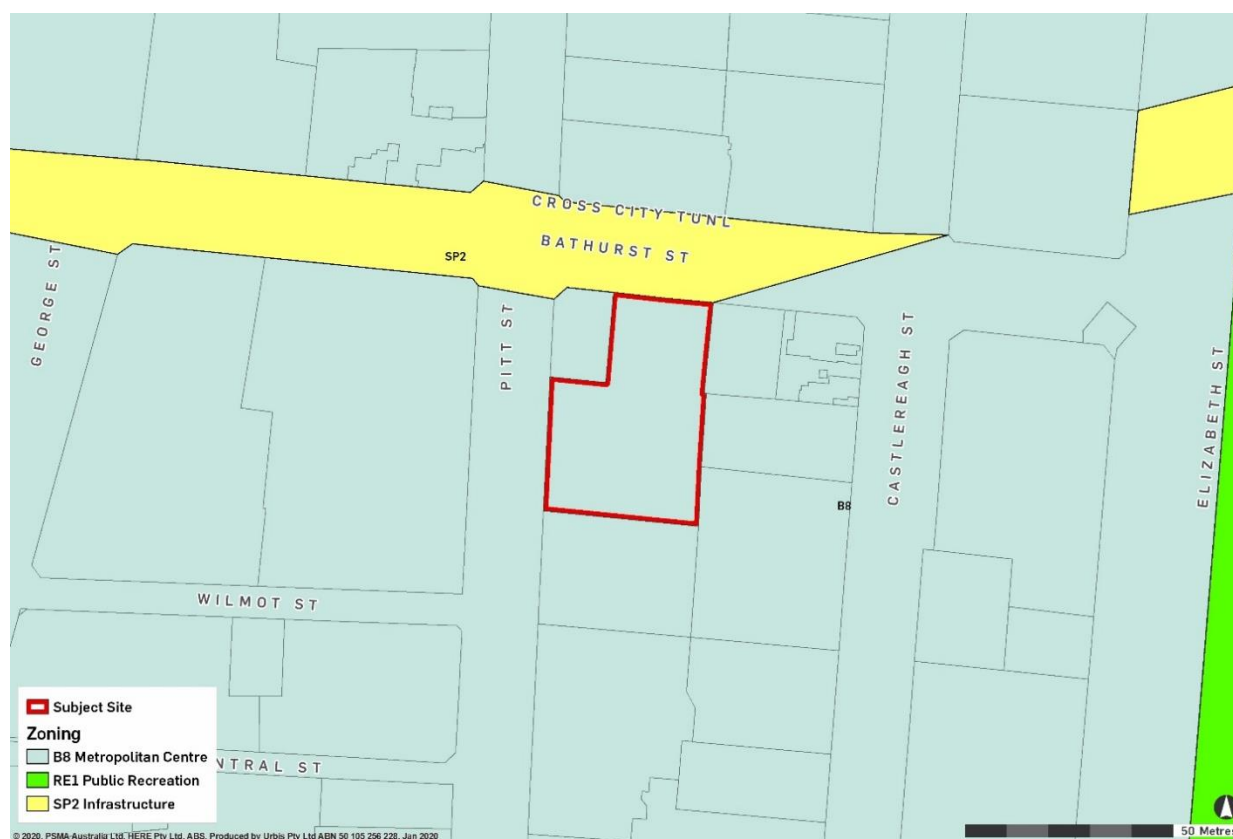 CROSS CITY TUNL
BATHURST ST
SP2
GEORGE ST
PITT ST
CASTLEREAGH ST
ELIZABETH ST
B8
WILMOT ST
Subject Site
Zoning
B8 Metropolitan Centre
NTRAL ST
RE1 Public Recreation
SP2 Infrastructure
© 2020. PSMA Australia Ltd, HERE Pty Ltd, ABS. Produced by Urbis Pty Ltd ABN 50 105 256 228, Jan 2020
50 Metres